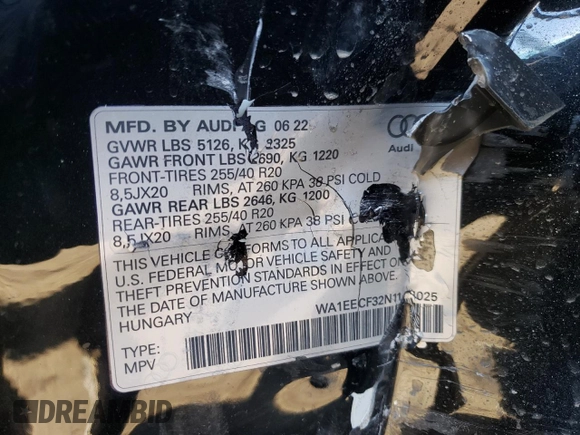 MFD. BY AUDI AG 06 22
GVWR LBS 5126, KG 2325
GAWR FRONT LBS 2690, KG 1220
FRONT-TIRES 255/40 R20
8,5JX20 RIMS, AT 260 KPA 38 PSI COLD
GAWR REAR LBS 2646, KG 1200
REAR-TIRES 255/40 R20
8,5JX20 RIMS, AT 260 KPA 38 PSI
THIS VEHICLE CONFORMS TO ALL
U.S. FEDERAL MOTOR VEHICLE SAFETY AND
THEFT PREVENTION STANDARDS IN EFFECT ON
THE DATE OF MANUFACTURE SHOWN ABOVE.
HUNGARY
TYPE:
MPV
Audi
DREAMBID